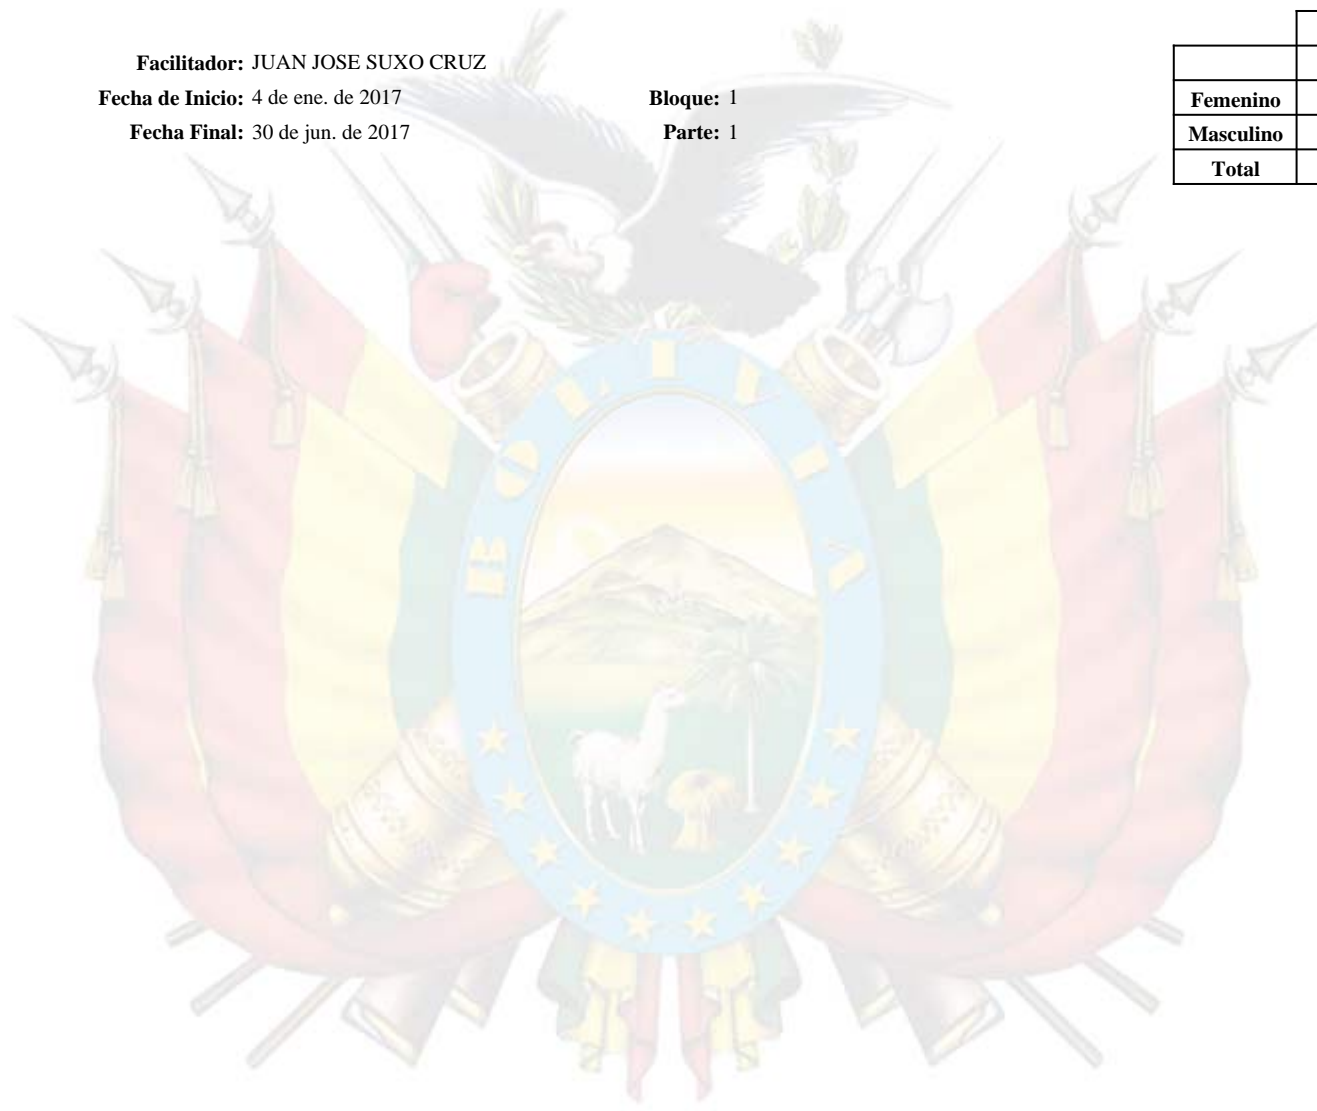 Facilitador: JUAN JOSE SUXO CRUZ
Fecha de Inicio: 4 de ene. de 2017 Bloque: 1
Fecha Final: 30 de jun. de 2017 Parte: 1
Femenino
Masculino
Total
BOLIVIA